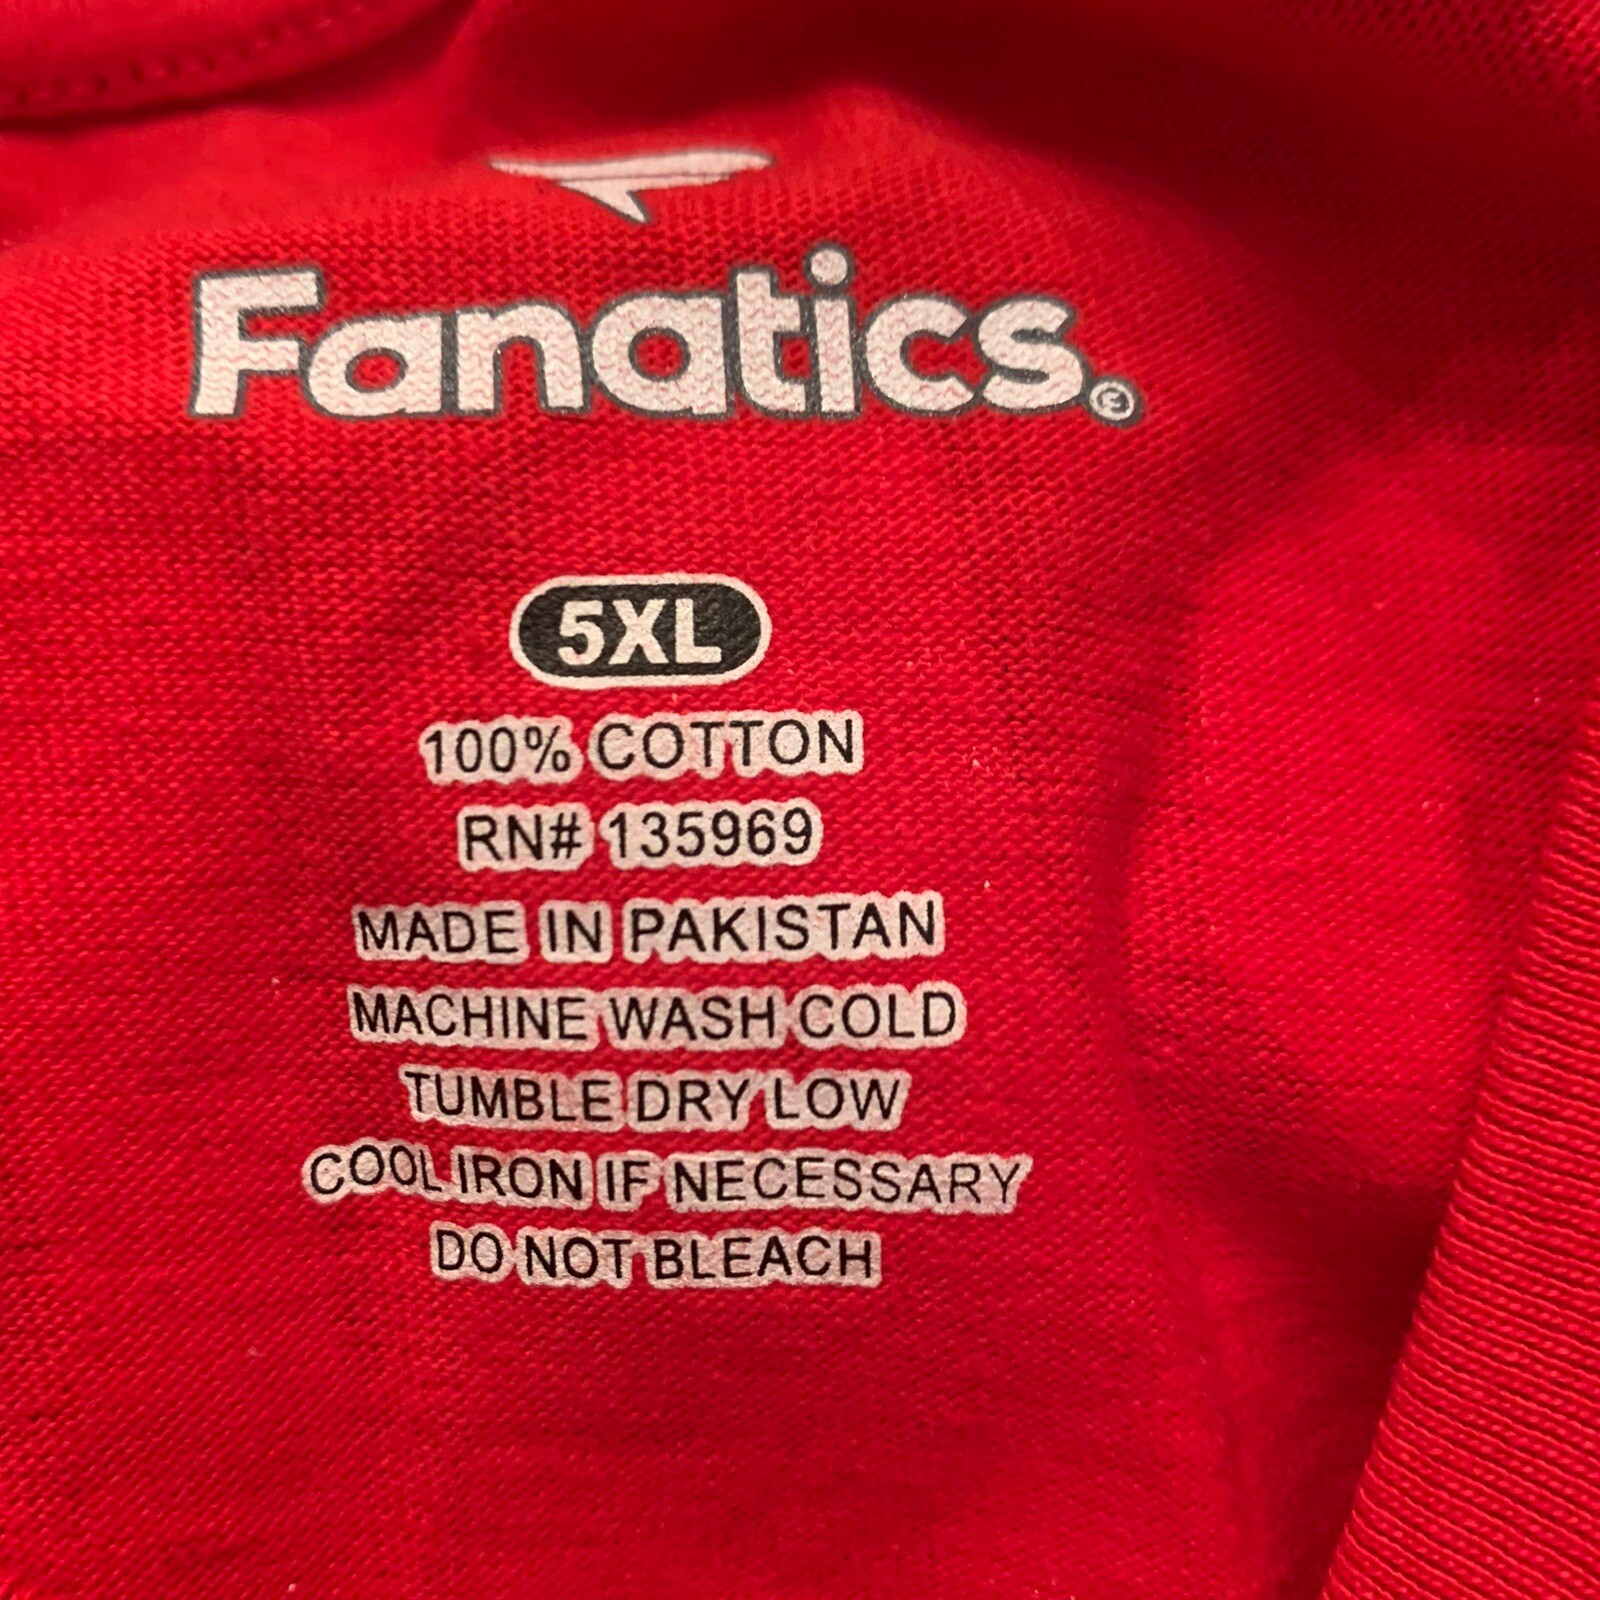 Fanatics.
5XL
100% COTTON
RN# 135969
MADE IN PAKISTAN
MACHINE WASH COLD
TUMBLE DRY LOW
COOL IRON IF NECESSARY
DO NOT BLEACH